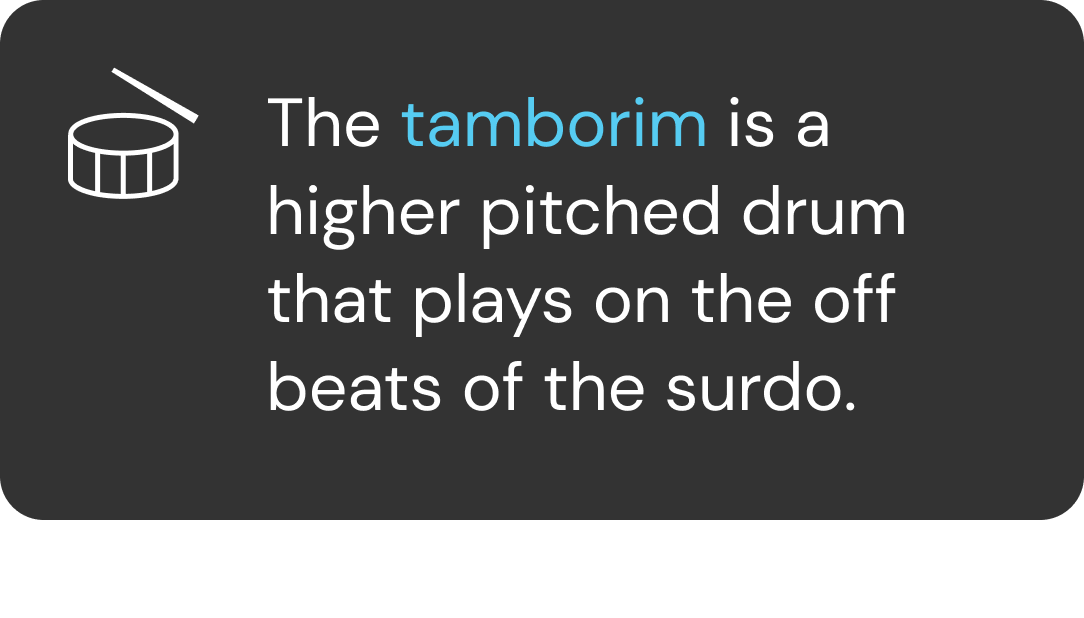 The tamborim is a
higher pitched drum
that plays on the off
beats of the surdo.